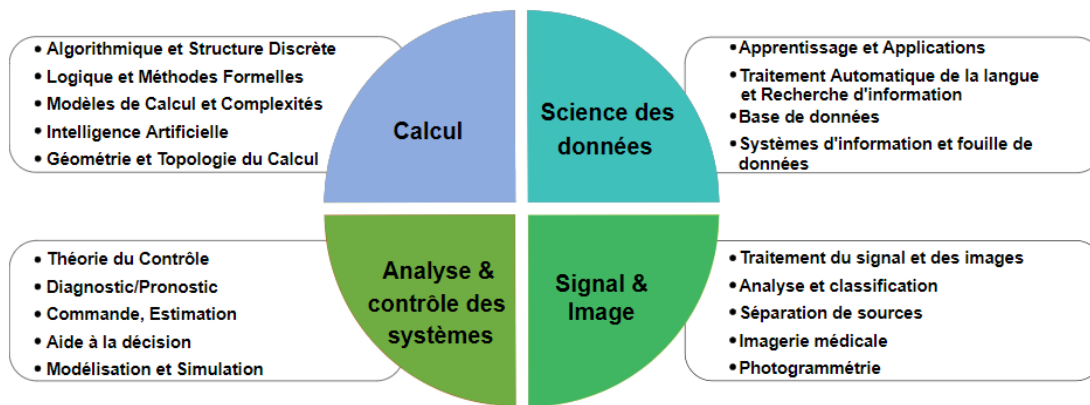 • Algorithmique et Structure Discrète
• Logique et Méthodes Formelles
• Modèles de Calcul et Complexités
• Intelligence Artificielle
• Géométrie et Topologie du Calcul
Calcul
Science des
données
• Apprentissage et Applications
• Traitement Automatique de la langue
et Recherche d'information
• Base de données
• Systèmes d'information et fouille de
données
• Théorie du Contrôle
• Diagnostic/Pronostic
• Commande, Estimation
• Aide à la décision
• Modélisation et Simulation
Analyse &
contrôle des
systèmes
Signal &
Image
• Traitement du signal et des images
• Analyse et classification
• Séparation de sources
• Imagerie médicale
• Photogrammétrie